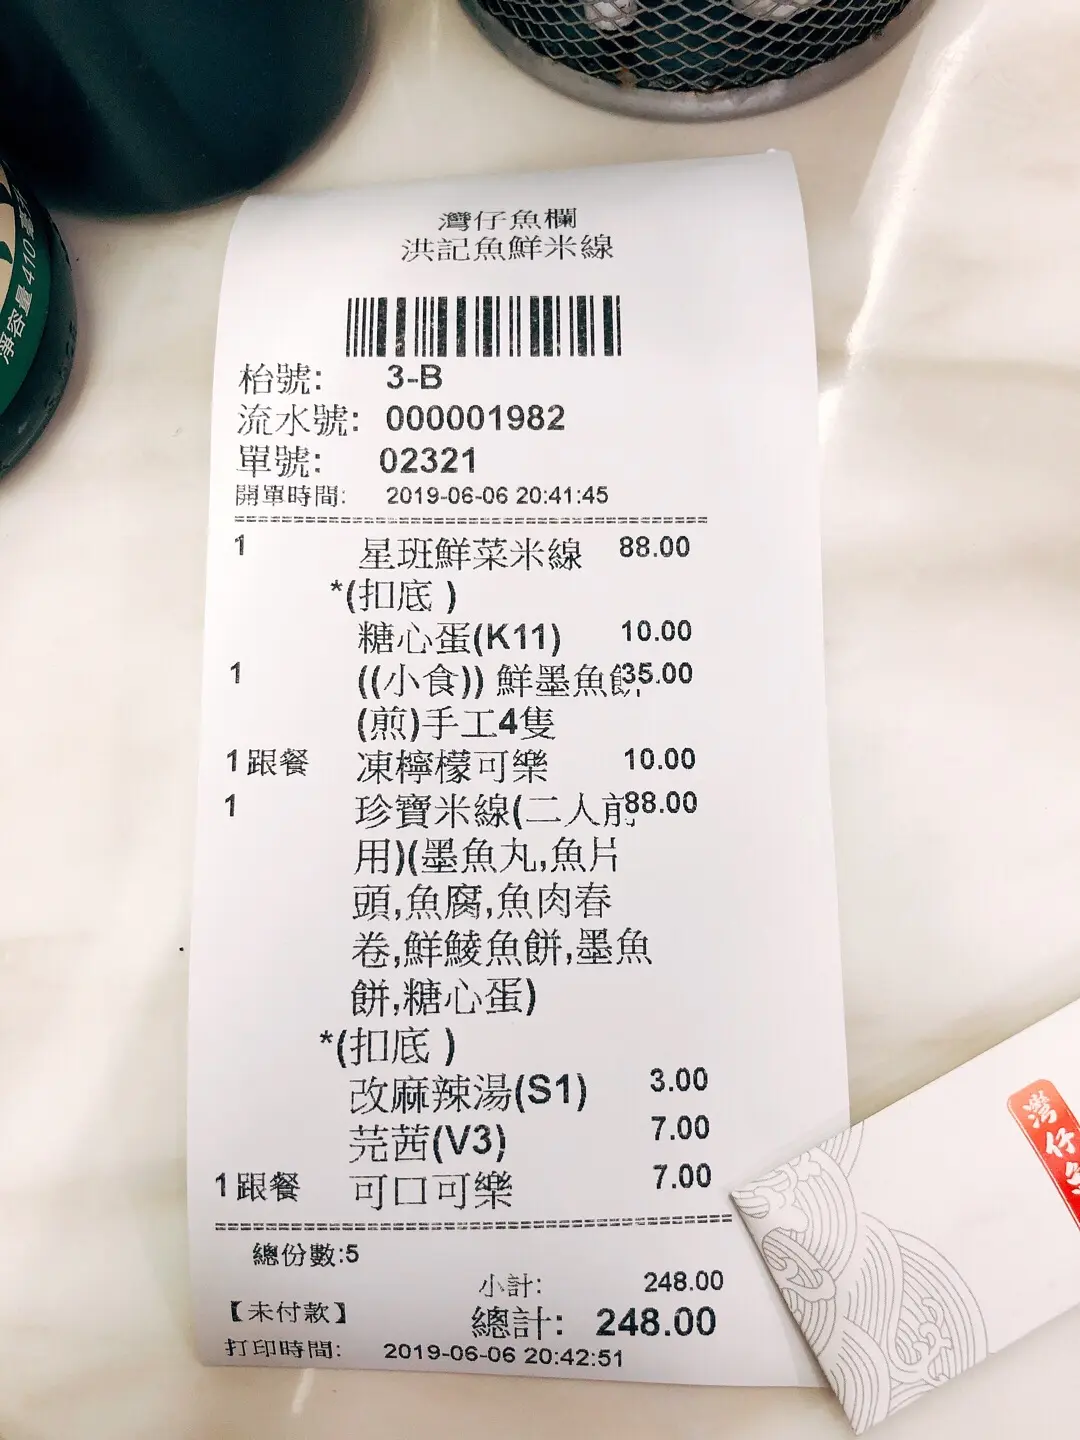 灣仔魚欄
洪記魚鮮米線
枱號: 3-B
流水號: 000001982
單號: 02321
開單時間: 2019-06-06 20:41:45
1 星班鮮菜米線 88.00
*(扣底 )
糖心蛋(K11) 10.00
1 ((小食)) 鮮墨魚餅 35.00
(煎)手工4隻
1 跟餐 凍檸檬可樂 10.00
1 珍寶米線(二人前 88.00
用)(墨魚丸,魚片
頭,魚腐,魚肉春
卷,鮮鯪魚餅,墨魚
餅,糖心蛋)
*(扣底 )
改麻辣湯(S1) 3.00
芫茜(V3) 7.00
1 跟餐 可口可樂 7.00
總份數:5
小計: 248.00
【未付款】 總計: 248.00
打印時間: 2019-06-06 20:42:51
淨容量 410
灣仔